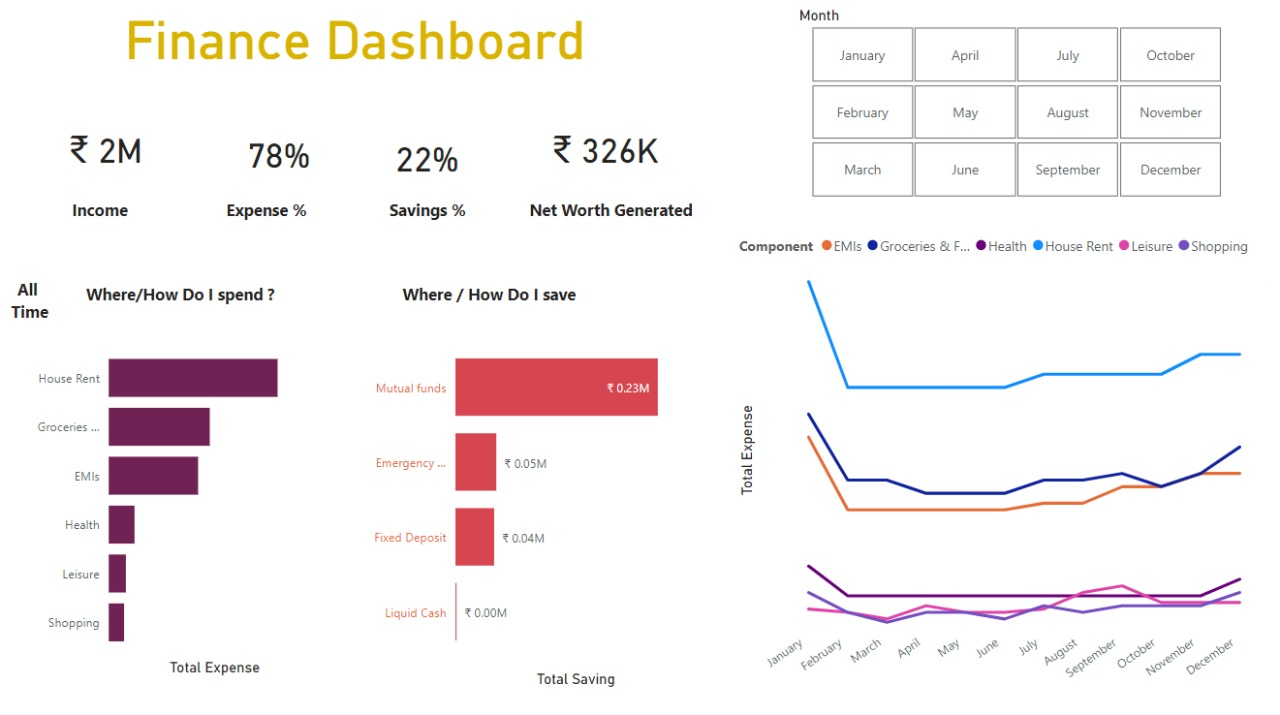 Finance Dashboard
₹ 2M
78%
22%
₹ 326K
Income
Expense %
Savings %
Net Worth Generated
Month
January
April
July
October
February
May
August
November
March
June
September
December
All
Time
Where/How Do I spend ?
House Rent
Groceries ...
EMIs
Health
Leisure
Shopping
Total Expense
Where / How Do I save
Mutual funds
₹ 0.23M
Emergency ...
₹ 0.05M
Fixed Deposit
₹ 0.04M
Liquid Cash
₹ 0.00M
Total Saving
Component EMIs Groceries & F... Health House Rent Leisure Shopping
Total Expense
January
February
March
April
May
June
July
August
September
October
November
December